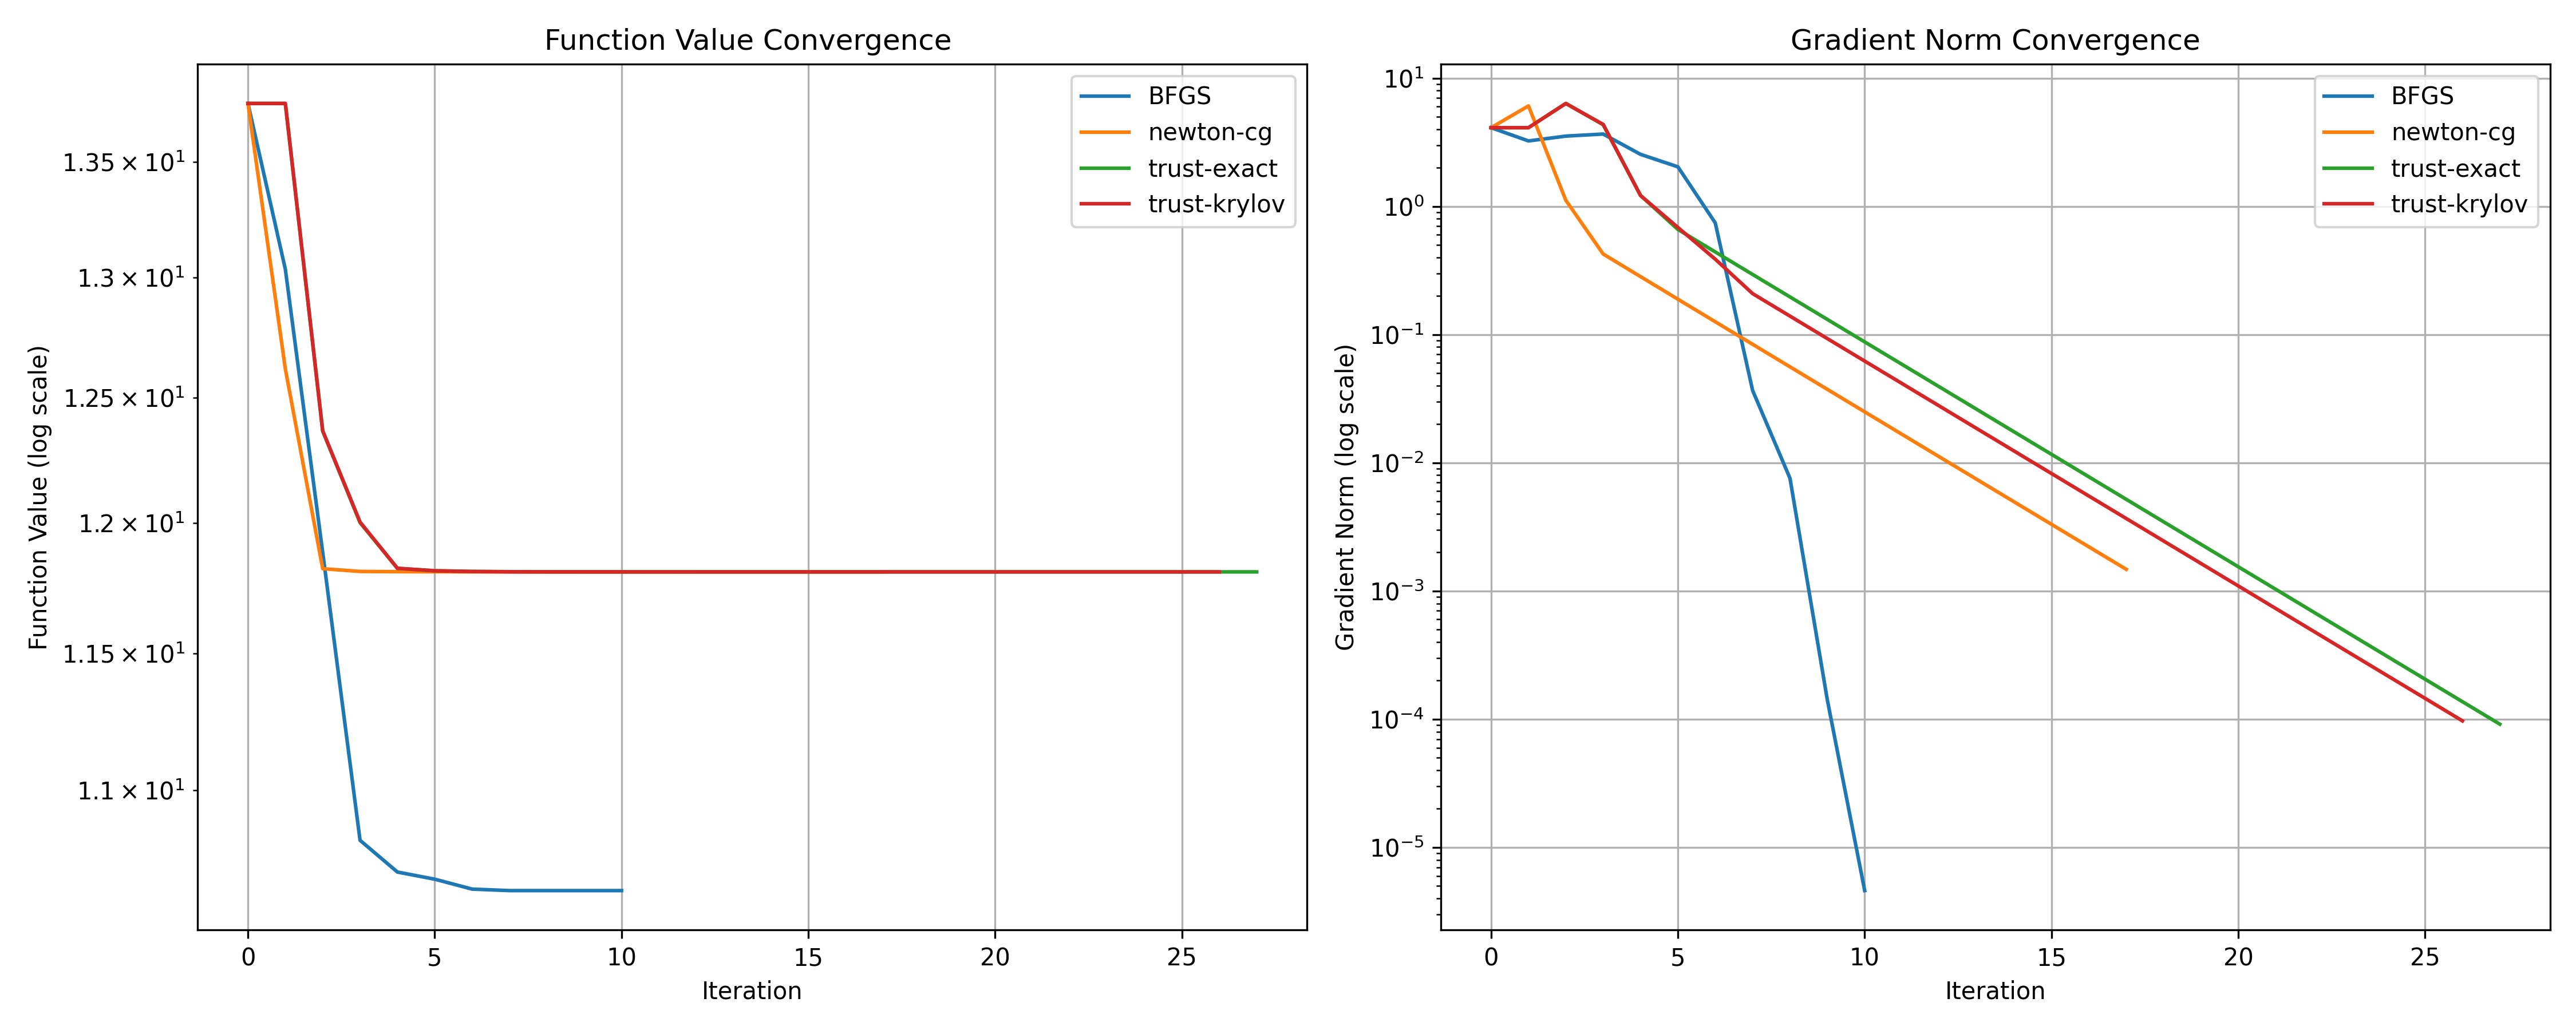 Function Value Convergence
Function Value (log scale)
1.35 × 10¹
1.3 × 10¹
1.25 × 10¹
1.2 × 10¹
1.15 × 10¹
1.1 × 10¹
BFGS
newton-cg
trust-exact
trust-krylov
0 5 10 15 20 25
Iteration
Gradient Norm Convergence
Gradient Norm (log scale)
10¹
10⁰
10⁻¹
10⁻²
10⁻³
10⁻⁴
10⁻⁵
BFGS
newton-cg
trust-exact
trust-krylov
0 5 10 15 20 25
Iteration